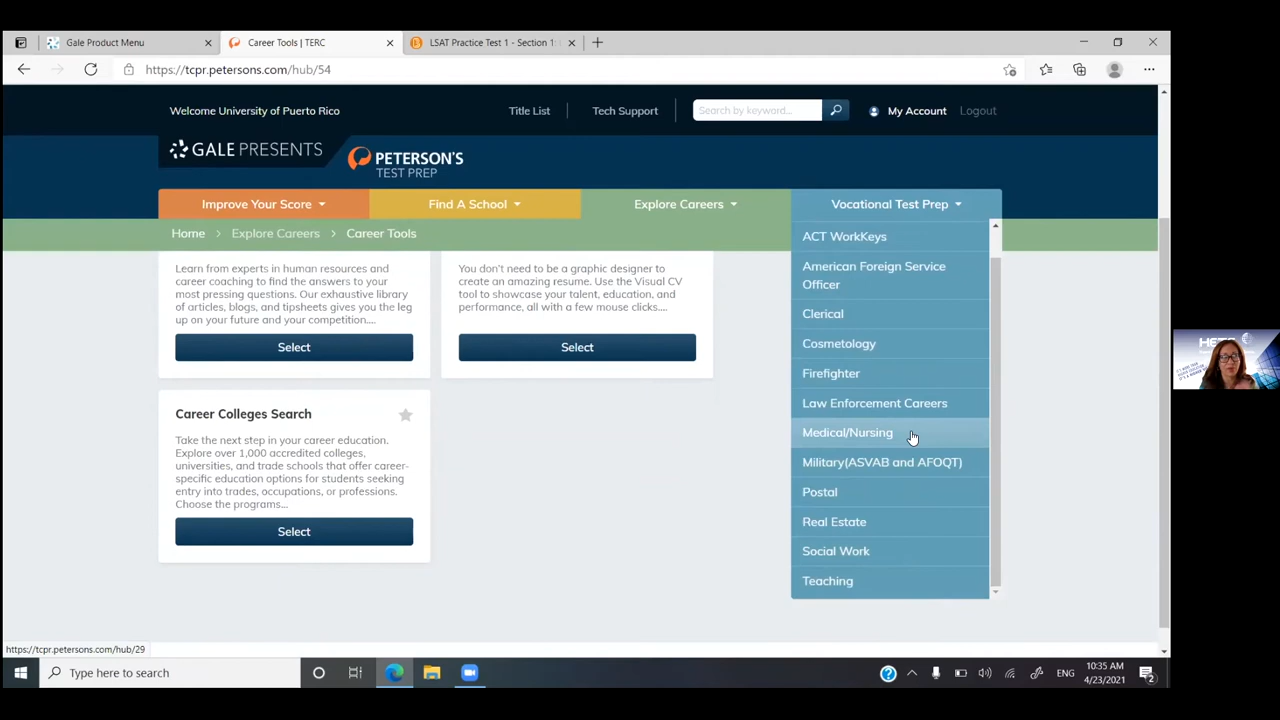 Gale Product Menu
Career Tools | TERC
LSAT Practice Test 1 - Section 1:
https://tcpr.petersons.com/hub/54
Welcome University of Puerto Rico
Title List
Tech Support
Search by keyword...
My Account
Logout
GALE PRESENTS
PETERSON'S
TEST PREP
Improve Your Score
Find A School
Explore Careers
Vocational Test Prep
Home > Explore Careers > Career Tools
Learn from experts in human resources and
career coaching to find the answers to your
most pressing questions. Our exhaustive library
of articles, blogs, and tipsheets gives you the leg
up on your future and your competition....
Select
You don't need to be a graphic designer to
create an amazing resume. Use the Visual CV
tool to showcase your talent, education, and
performance, all with a few mouse clicks....
Select
Career Colleges Search
Take the next step in your career education.
Explore over 1,000 accredited colleges,
universities, and trade schools that offer career-
specific education options for students seeking
entry into trades, occupations, or professions.
Choose the programs...
Select
ACT WorkKeys
American Foreign Service
Officer
Clerical
Cosmetology
Firefighter
Law Enforcement Careers
Medical/Nursing
Military(ASVAB and AFOQT)
Postal
Real Estate
Social Work
Teaching
https://tcpr.petersons.com/hub/29
Type here to search
ENG
10:35 AM
4/23/2021
2